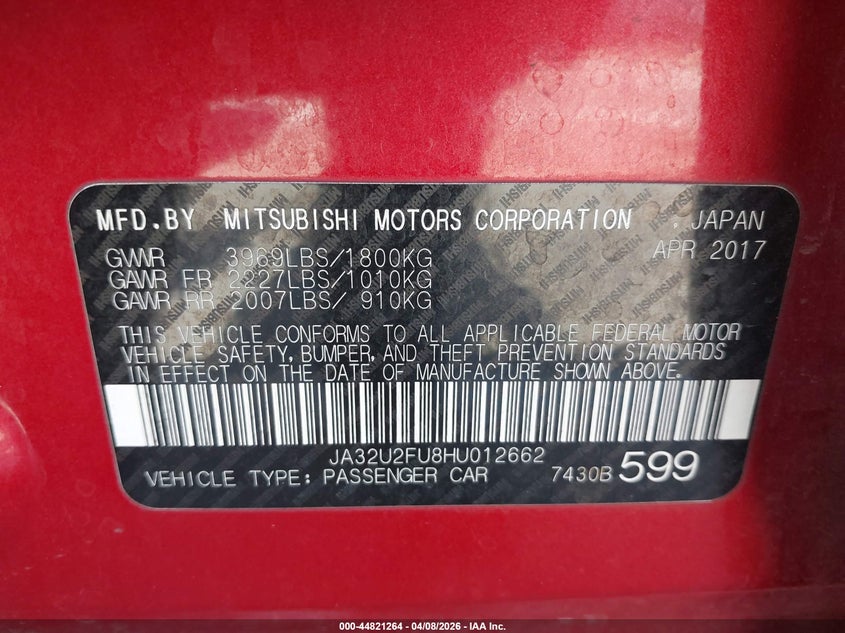 MFD.BY MITSUBISHI MOTORS CORPORATION , JAPAN
GVWR 3969LBS/1800KG APR 2017
GAWR FR 2227LBS/1010KG
GAWR RR 2007LBS/ 910KG
THIS VEHICLE CONFORMS TO ALL APPLICABLE FEDERAL MOTOR
VEHICLE SAFETY, BUMPER, AND THEFT PREVENTION STANDARDS
IN EFFECT ON THE DATE OF MANUFACTURE SHOWN ABOVE.
JA32U2FU8HU012662
VEHICLE TYPE: PASSENGER CAR 7430B 599
000-44821264 - 04/08/2026 - IAA Inc.